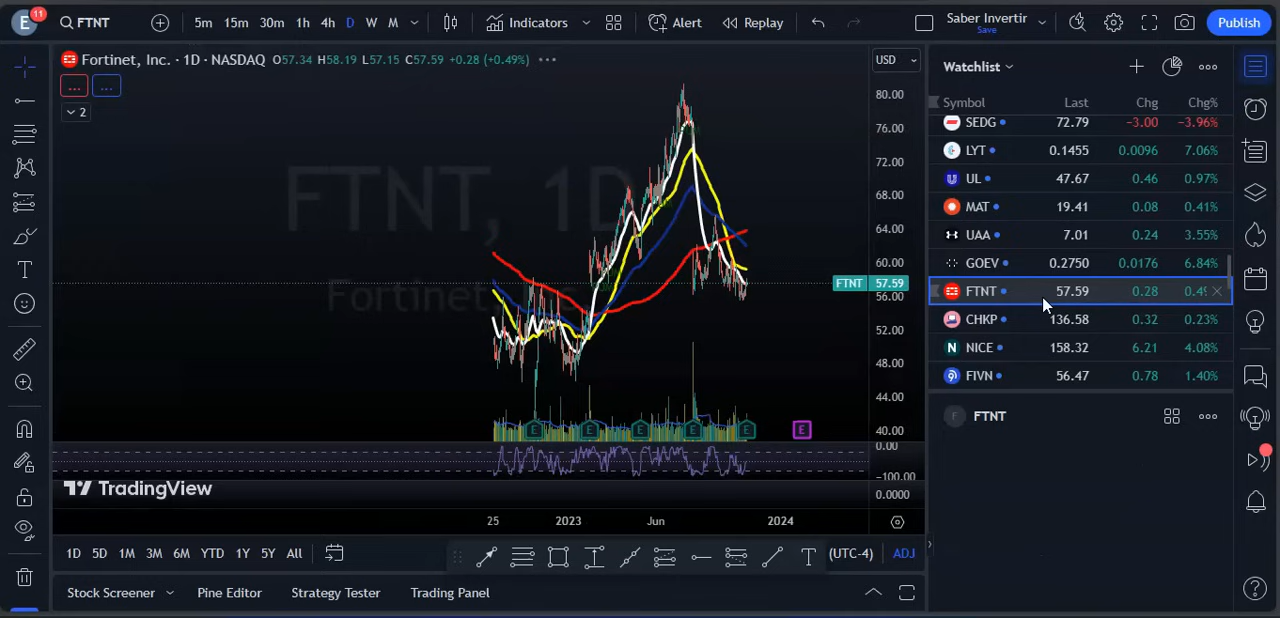 E 11 FTNT 5m 15m 30m 1h 4h D W M Indicators Alert Replay Saber Invertir Save Publish
Fortinet, Inc. · 1D · NASDAQ O57.34 H58.19 L57.15 C57.59 +0.28 (+0.49%) ••• USD
... ...
2
FTNT, 1D
Fortinet
80.00
76.00
72.00
68.00
64.00
60.00
FTNT 57.59
56.00
52.00
48.00
44.00
40.00
0.00
−100.00
0.0000
E E E E E E
TradingView
25 2023 Jun 2024
1D 5D 1M 3M 6M YTD 1Y 5Y All T (UTC-4) ADJ
Stock Screener Pine Editor Strategy Tester Trading Panel
Watchlist
Symbol Last Chg Chg%
SEDG 72.79 −3.00 −3.96%
LYT 0.1455 0.0096 7.06%
UL 47.67 0.46 0.97%
MAT 19.41 0.08 0.41%
UAA 7.01 0.24 3.55%
GOEV 0.2750 0.0176 6.84%
FTNT 57.59 0.28
CHKP 136.58 0.32 0.23%
NICE 158.32 6.21 4.08%
FIVN 56.47 0.78 1.40%
F FTNT